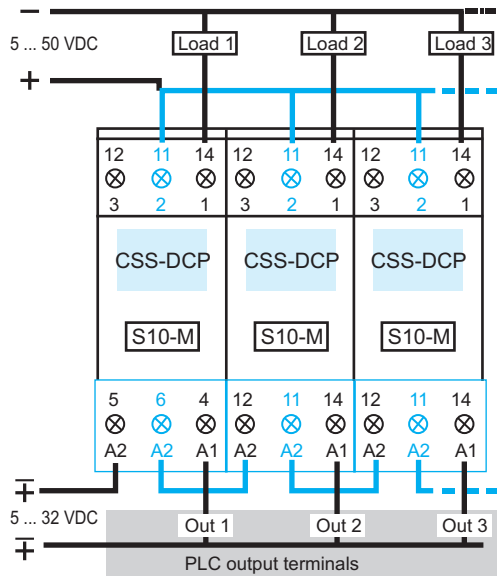 −
5 ... 50 VDC Load 1 Load 2 Load 3
+
12 11 14 12 11 14 12 11 14
3 2 1 3 2 1 3 2 1
CSS-DCP CSS-DCP CSS-DCP
S10-M S10-M S10-M
5 6 4 12 11 14 12 11 14
A2 A2 A1 A2 A2 A1 A2 A2 A1
∓
5 ... 32 VDC Out 1 Out 2 Out 3
∓
PLC output terminals